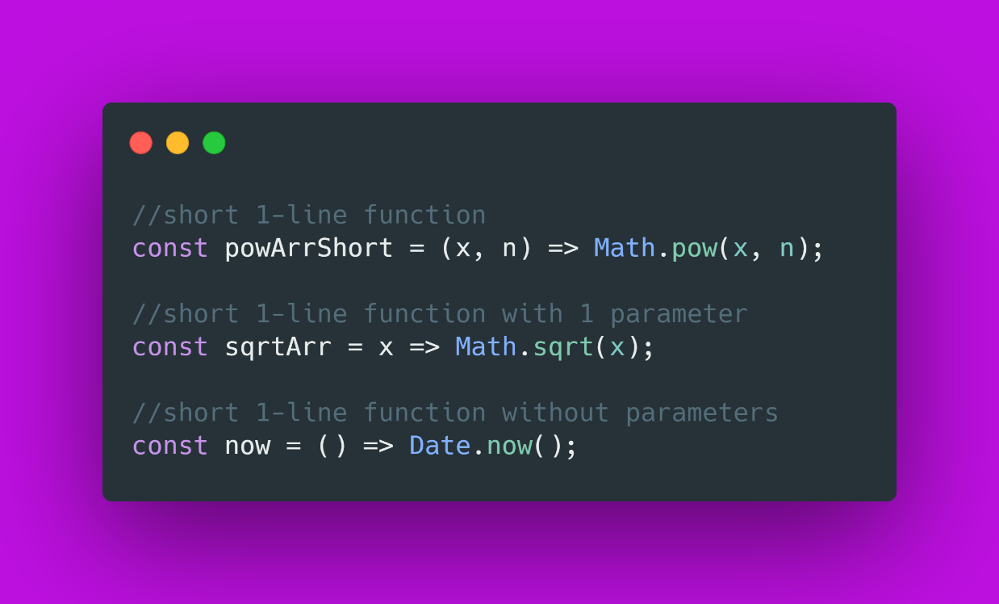 //short 1-line function
const powArrShort = (x, n) => Math.pow(x, n);
//short 1-line function with 1 parameter
const sqrtArr = x => Math.sqrt(x);
//short 1-line function without parameters
const now = () => Date.now();